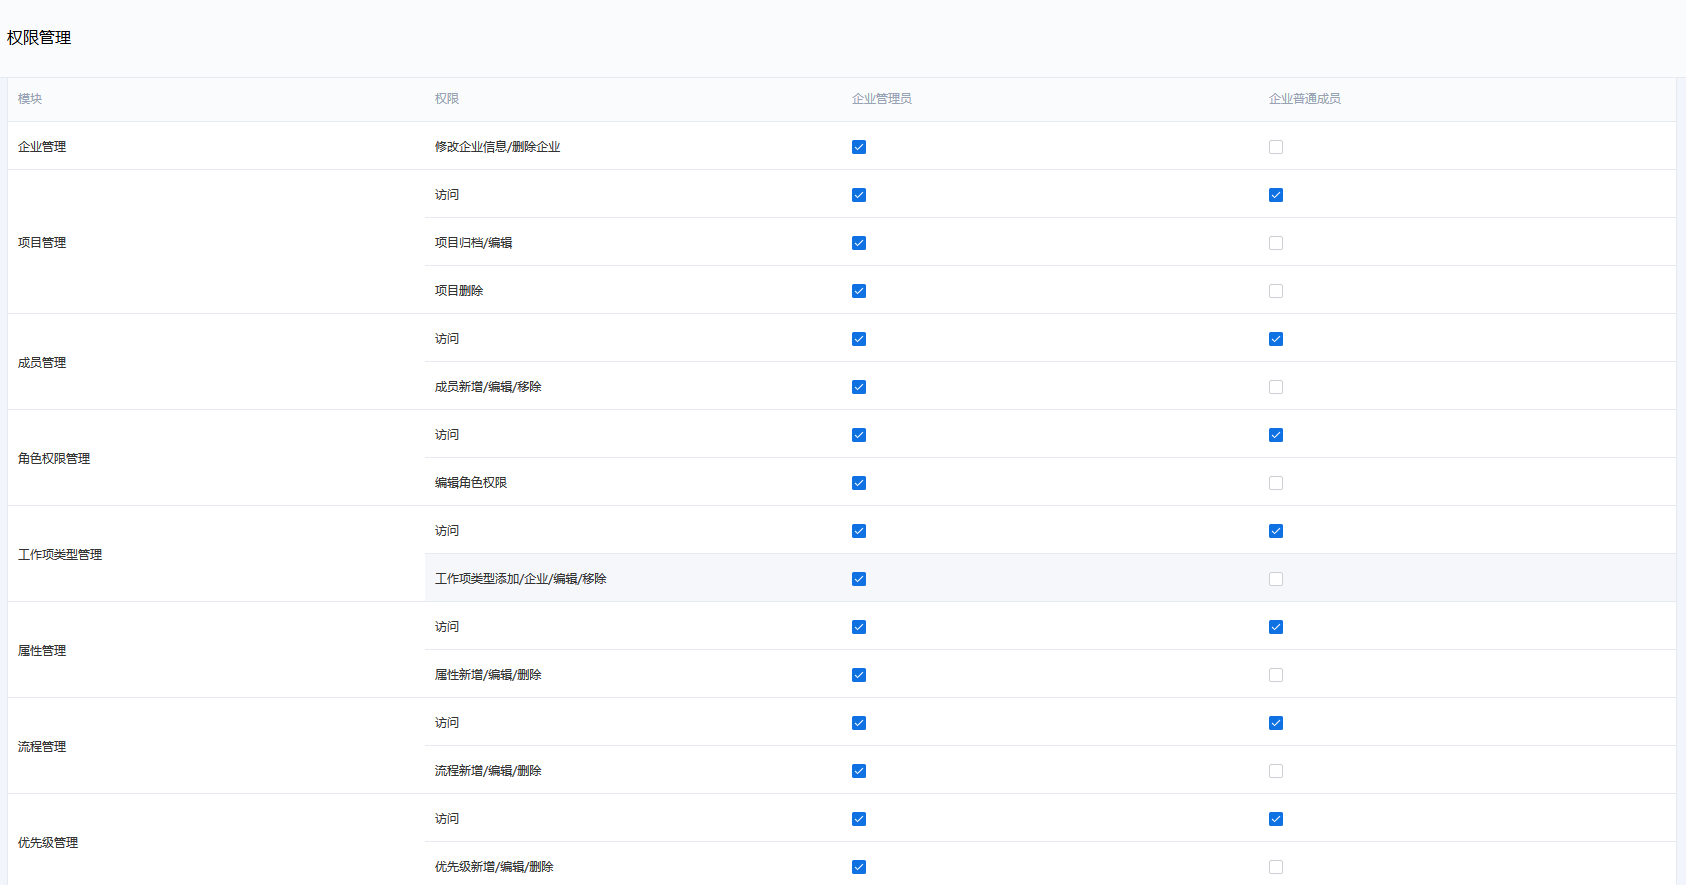 权限管理
模块 权限 企业管理员 企业普通成员
企业管理 修改企业信息/删除企业
访问
项目管理 项目归档/编辑
项目删除
访问
成员管理
成员新增/编辑/移除
访问
角色权限管理
编辑角色权限
访问
工作项类型管理
工作项类型添加/企业/编辑/移除
访问
属性管理
属性新增/编辑/删除
访问
流程管理
流程新增/编辑/删除
访问
优先级管理
优先级新增/编辑/删除